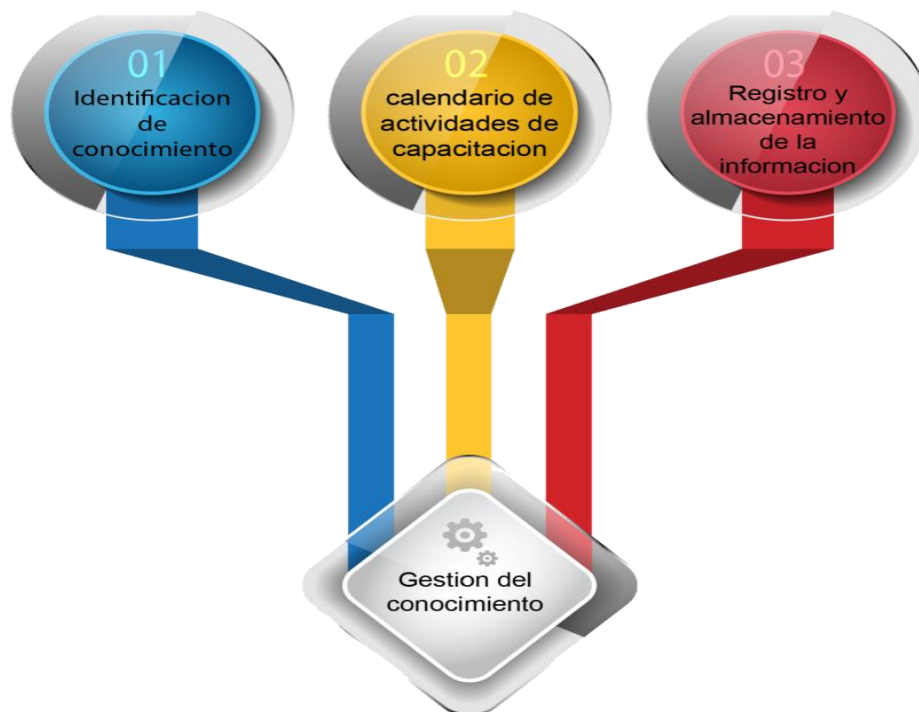 01
Identificacion
de
conocimiento
02
calendario de
actividades de
capacitacion
03
Registro y
almacenamiento
de la
informacion
Gestion del
conocimiento